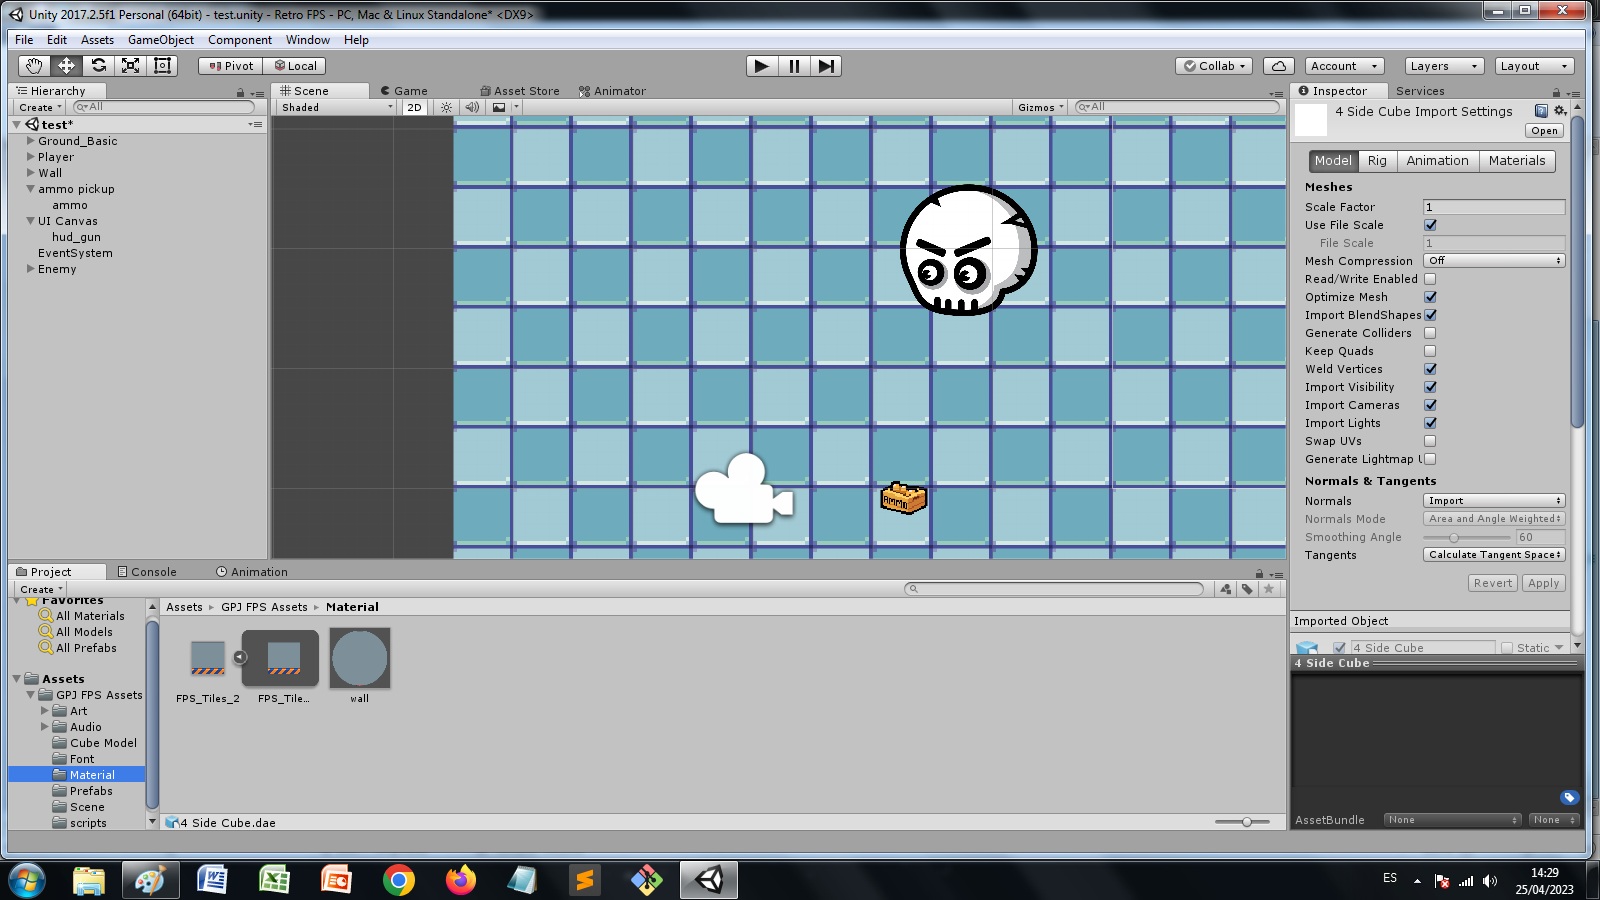 Unity 2017.2.5f1 Personal (64bit) - test.unity - Retro FPS - PC, Mac & Linux Standalone* <DX9>
File Edit Assets GameObject Component Window Help
Pivot Local Collab Account Layers Layout
Hierarchy
Create All
test*
Ground_Basic
Player
Wall
ammo pickup
ammo
UI Canvas
hud_gun
EventSystem
Enemy
Scene Game Asset Store Animator
Shaded 2D Gizmos All
AMMO
Inspector Services
4 Side Cube Import Settings
Open
Model Rig Animation Materials
Meshes
Scale Factor 1
Use File Scale
File Scale 1
Mesh Compression Off
Read/Write Enabled
Optimize Mesh
Import BlendShapes
Generate Colliders
Keep Quads
Weld Vertices
Import Visibility
Import Cameras
Import Lights
Swap UVs
Generate Lightmap U
Normals & Tangents
Normals Import
Normals Mode Area and Angle Weighted
Smoothing Angle 60
Tangents Calculate Tangent Space
Revert Apply
Imported Object
4 Side Cube Static
4 Side Cube
AssetBundle None None
Project Console Animation
Create
Favorites
All Materials
All Models
All Prefabs
Assets
GPJ FPS Assets
Art
Audio
Cube Model
Font
Material
Prefabs
Scene
scripts
Assets GPJ FPS Assets Material
FPS_Tiles_2 FPS_Tile... wall
4 Side Cube.dae
ES
14:29
25/04/2023